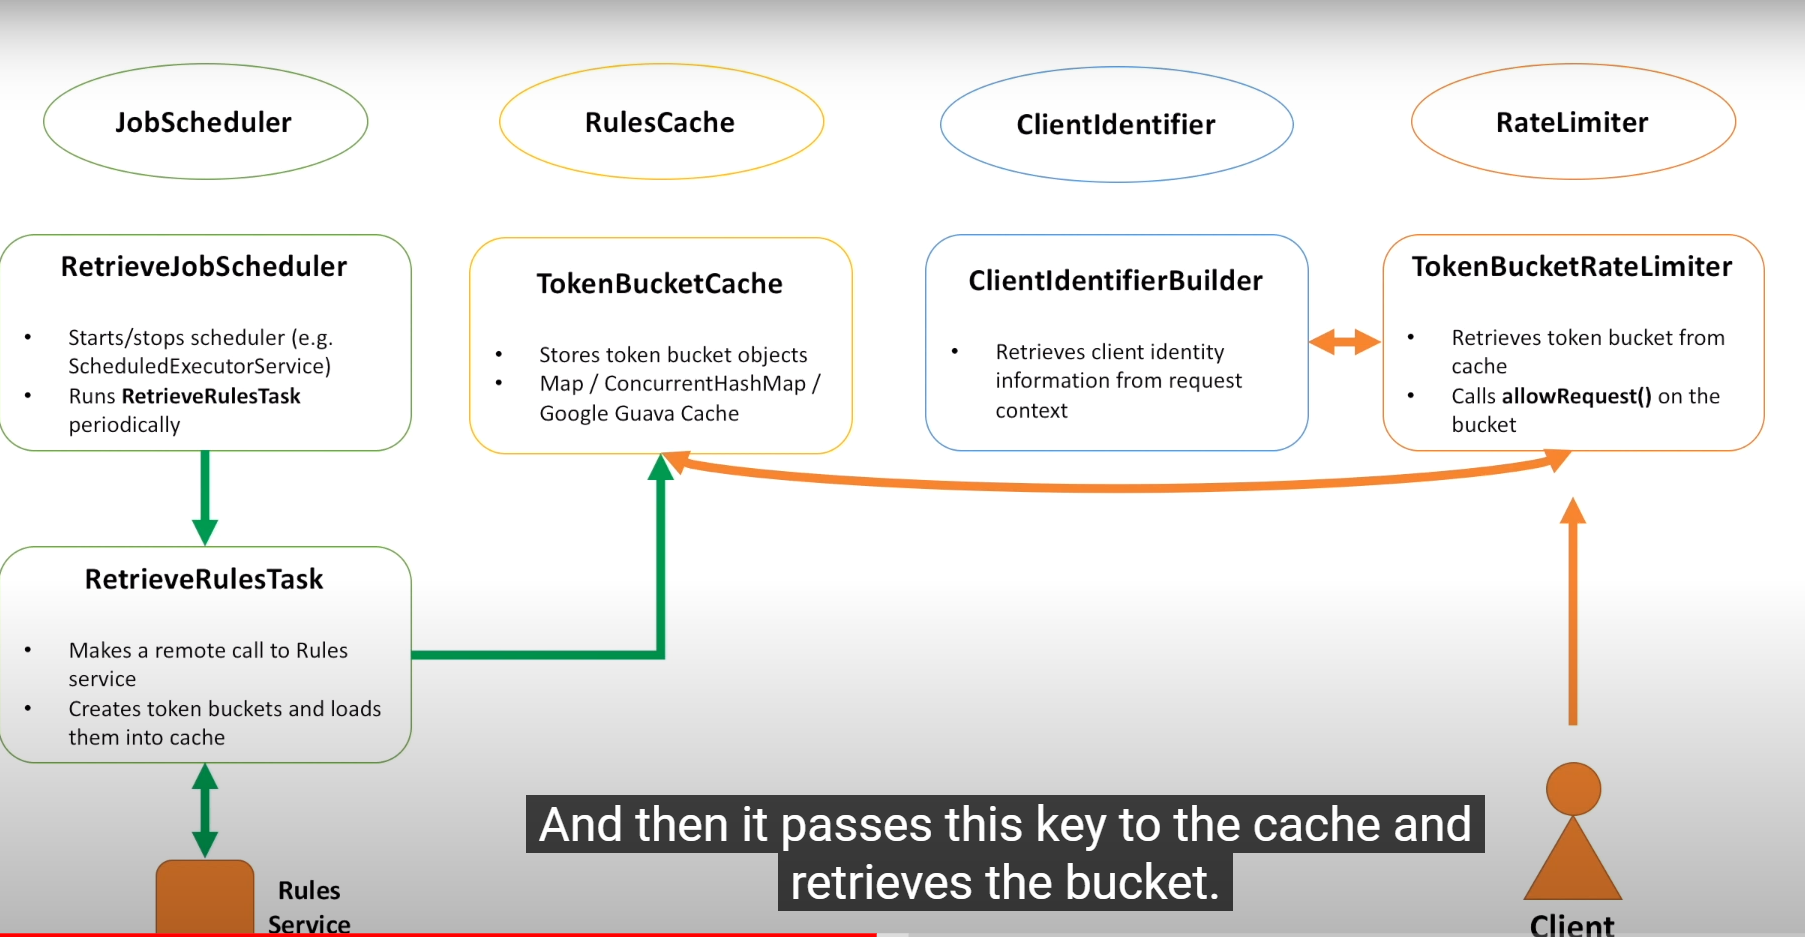 JobScheduler
RulesCache
ClientIdentifier
RateLimiter
RetrieveJobScheduler
• Starts/stops scheduler (e.g.
ScheduledExecutorService)
• Runs RetrieveRulesTask
periodically
TokenBucketCache
• Stores token bucket objects
• Map / ConcurrentHashMap /
Google Guava Cache
ClientIdentifierBuilder
• Retrieves client identity
information from request
context
TokenBucketRateLimiter
• Retrieves token bucket from
cache
• Calls allowRequest() on the
bucket
RetrieveRulesTask
• Makes a remote call to Rules
service
• Creates token buckets and loads
them into cache
Rules
Service
Client
And then it passes this key to the cache and
retrieves the bucket.